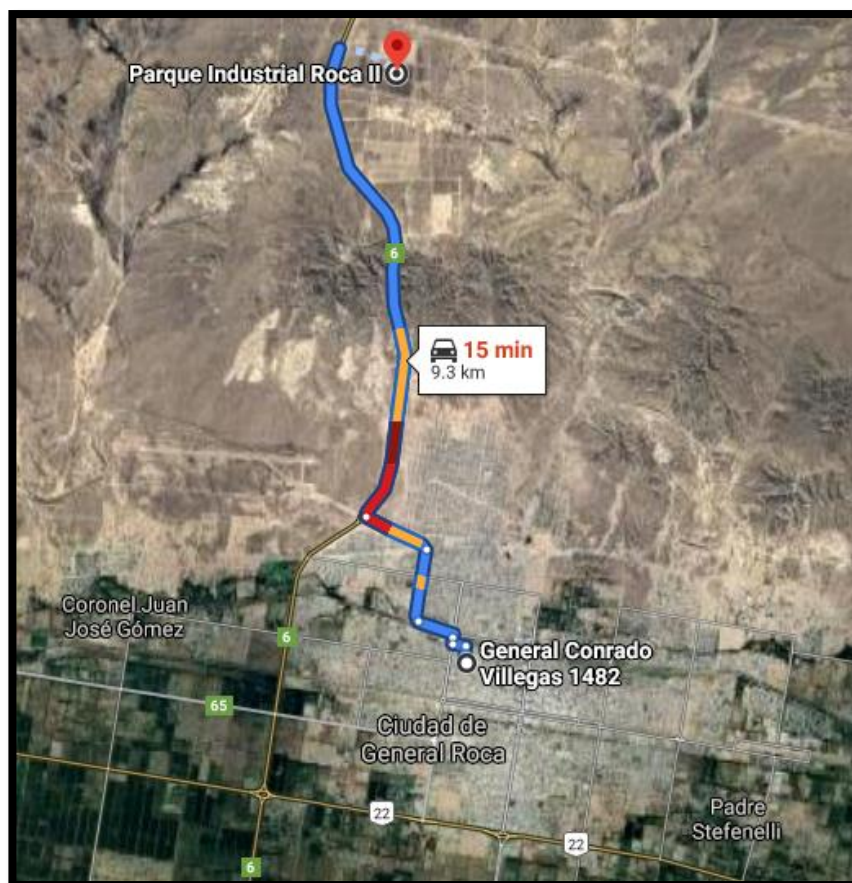 Parque Industrial Roca II
6
15 min
9.3 km
Coronel Juan
José Gómez
6
General Conrado
Villegas 1482
65
Ciudad de
General Roca
22
Padre
Stefenelli
22
6